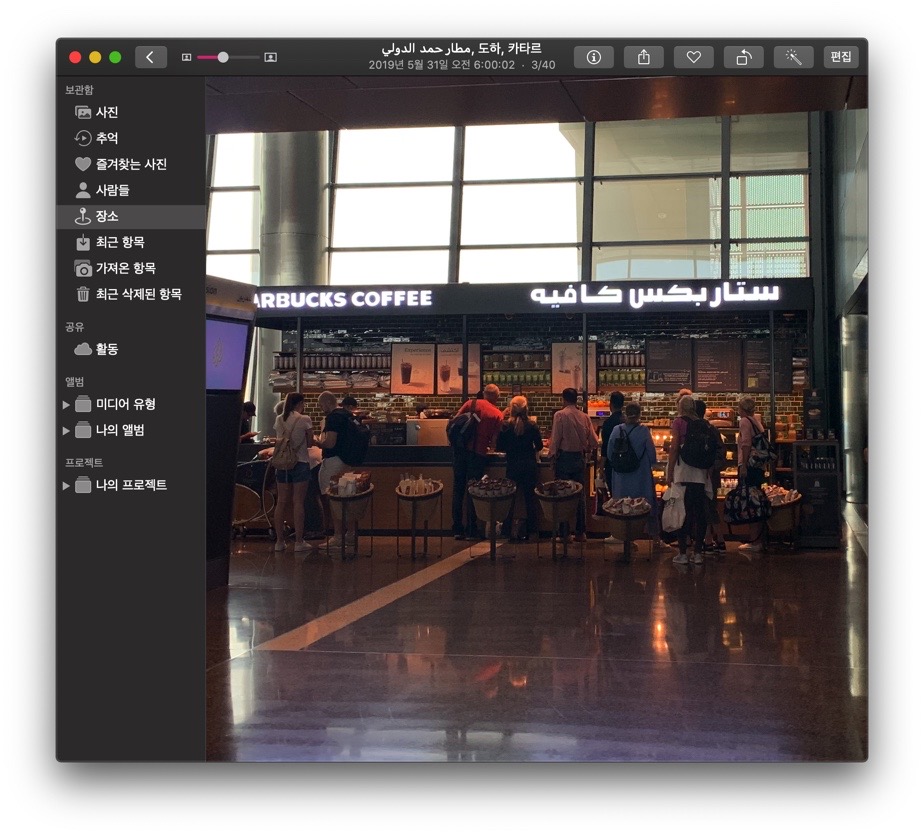 مطار حمد الدولي, 도하, 카타르
2019년 5월 31일 오전 6:00:02 · 3/40
편집
보관함
사진
추억
즐겨찾는 사진
사람들
장소
최근 항목
가져온 항목
최근 삭제된 항목
공유
활동
앨범
미디어 유형
나의 앨범
프로젝트
나의 프로젝트
ARBUCKS COFFEE
ستاربكس كافيه